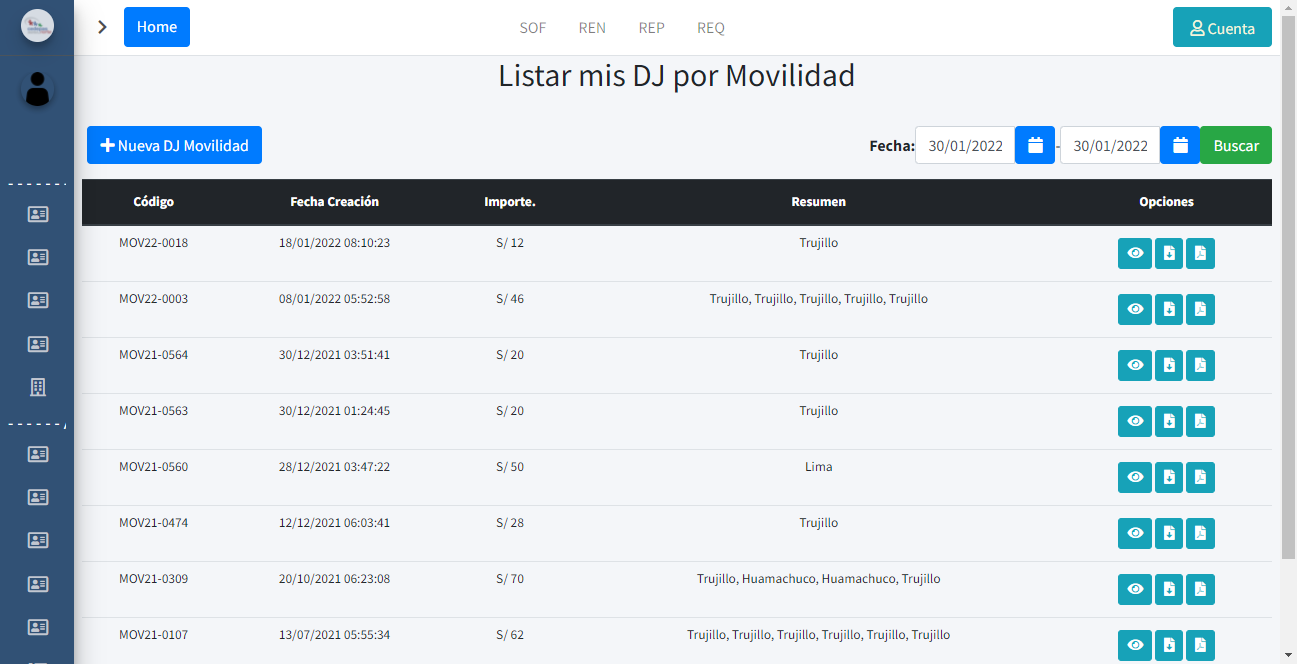 Home
SOF REN REP REQ
Cuenta
Listar mis DJ por Movilidad
Nueva DJ Movilidad
Fecha: 30/01/2022 - 30/01/2022 Buscar
Código Fecha Creación Importe. Resumen Opciones
MOV22-0018 18/01/2022 08:10:23 S/ 12 Trujillo
MOV22-0003 08/01/2022 05:52:58 S/ 46 Trujillo, Trujillo, Trujillo, Trujillo, Trujillo
MOV21-0564 30/12/2021 03:51:41 S/ 20 Trujillo
MOV21-0563 30/12/2021 01:24:45 S/ 20 Trujillo
MOV21-0560 28/12/2021 03:47:22 S/ 50 Lima
MOV21-0474 12/12/2021 06:03:41 S/ 28 Trujillo
MOV21-0309 20/10/2021 06:23:08 S/ 70 Trujillo, Huamachuco, Huamachuco, Trujillo
MOV21-0107 13/07/2021 05:55:34 S/ 62 Trujillo, Trujillo, Trujillo, Trujillo, Trujillo, Trujillo